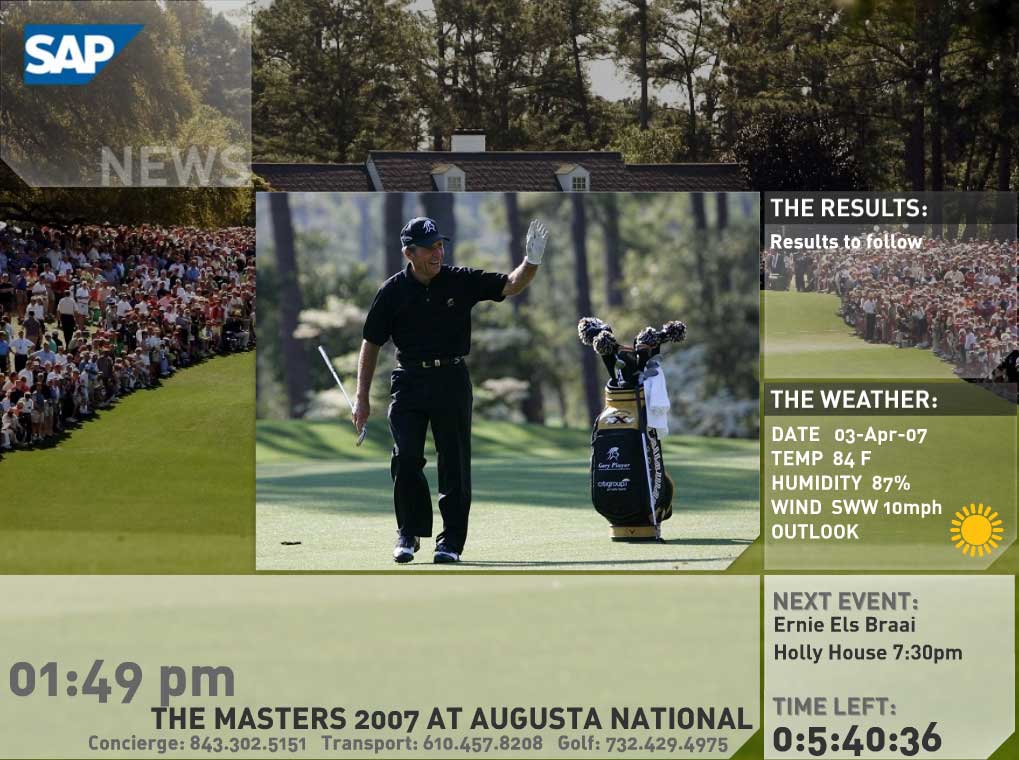 SAP
NEWS
THE RESULTS:
Results to follow
Gary Player
citigroup
THE WEATHER:
DATE 03-Apr-07
TEMP 84 F
HUMIDITY 87%
WIND SWW 10mph
OUTLOOK
NEXT EVENT:
Ernie Els Braai
Holly House 7:30pm
TIME LEFT:
0:5:40:36
01:49 pm
THE MASTERS 2007 AT AUGUSTA NATIONAL
Concierge: 843.302.5151 Transport: 610.457.8208 Golf: 732.429.4975